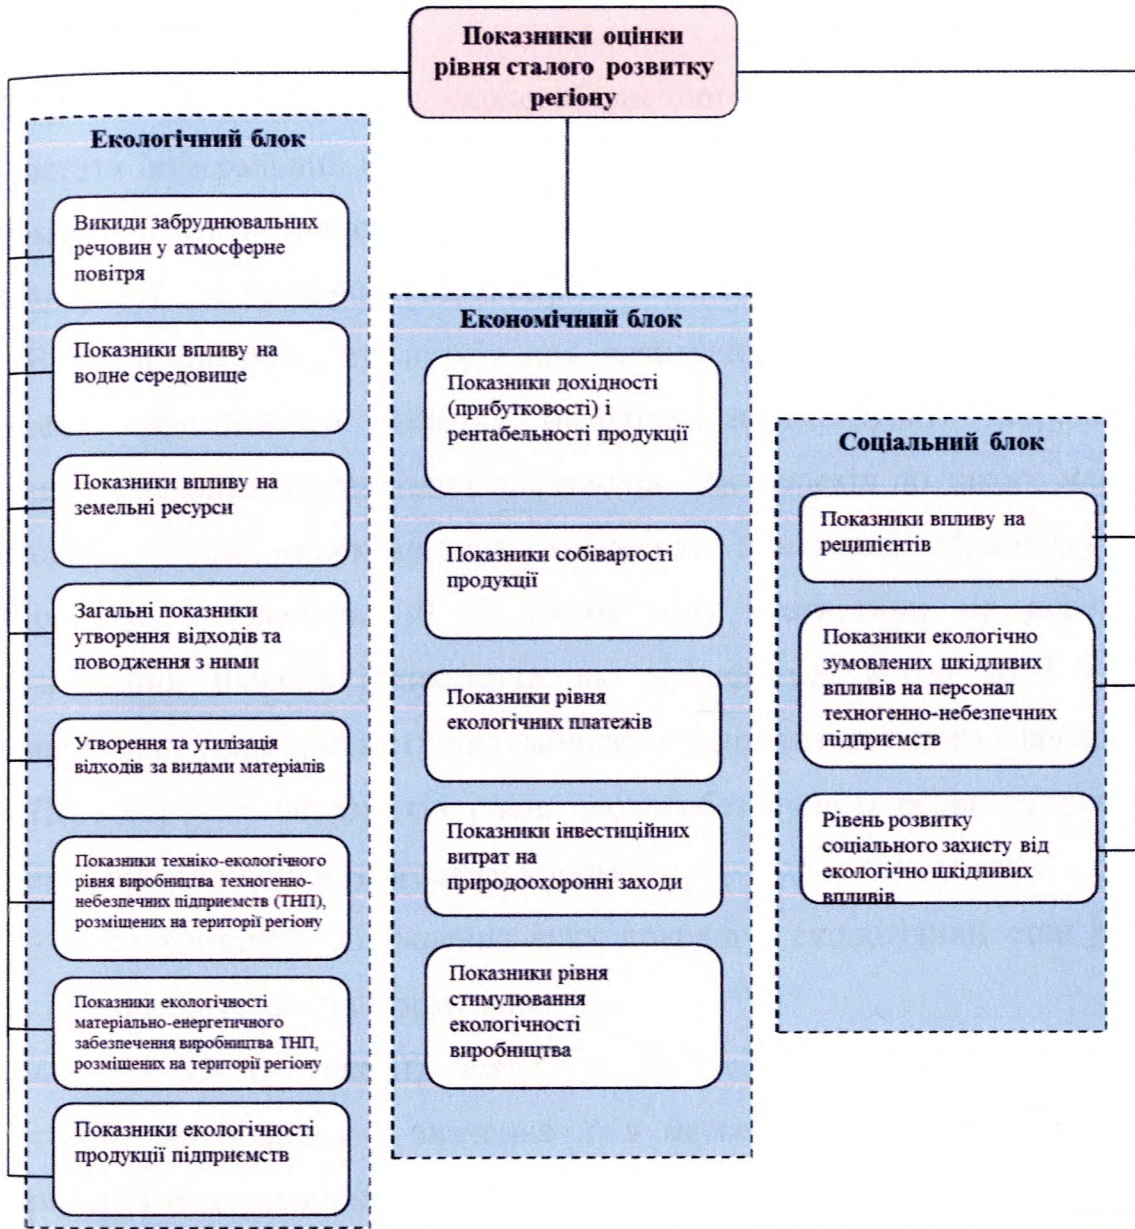 Показники оцінки
рівня сталого розвитку
регіону
Екологічний блок
Викиди забруднювальних
речовин у атмосферне
повітря
Показники впливу на
водне середовище
Показники впливу на
земельні ресурси
Загальні показники
утворення відходів та
поводження з ними
Утворення та утилізація
відходів за видами матеріалів
Показники техніко-екологічного
рівня виробництва техногенно-
небезпечних підприємств (ТНП),
розміщених на території регіону
Показники екологічності
матеріально-енергетичного
забезпечення виробництва ТНП,
розміщених на території регіону
Показники екологічності
продукції підприємств
Економічний блок
Показники дохідності
(прибутковості) і
рентабельності продукції
Показники собівартості
продукції
Показники рівня
екологічних платежів
Показники інвестиційних
витрат на
природоохоронні заходи
Показники рівня
стимулювання
екологічності
виробництва
Соціальний блок
Показники впливу на
реципієнтів
Показники екологічно
зумовлених шкідливих
впливів на персонал
техногенно-небезпечних
підприємств
Рівень розвитку
соціального захисту від
екологічно шкідливих
впливів